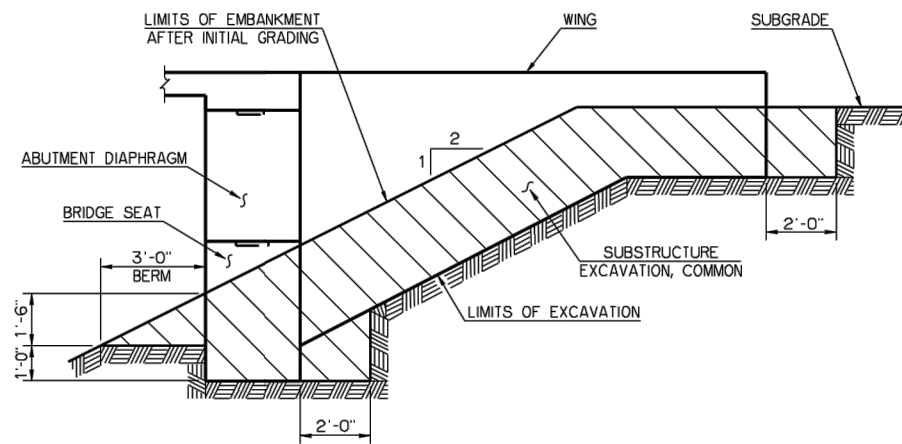 LIMITS OF EMBANKMENT
AFTER INITIAL GRADING
WING
SUBGRADE
2
1
ABUTMENT DIAPHRAGM
BRIDGE SEAT
3'-0"
BERM
2'-0"
SUBSTRUCTURE
EXCAVATION, COMMON
1'-6"
LIMITS OF EXCAVATION
1'-0"
2'-0"